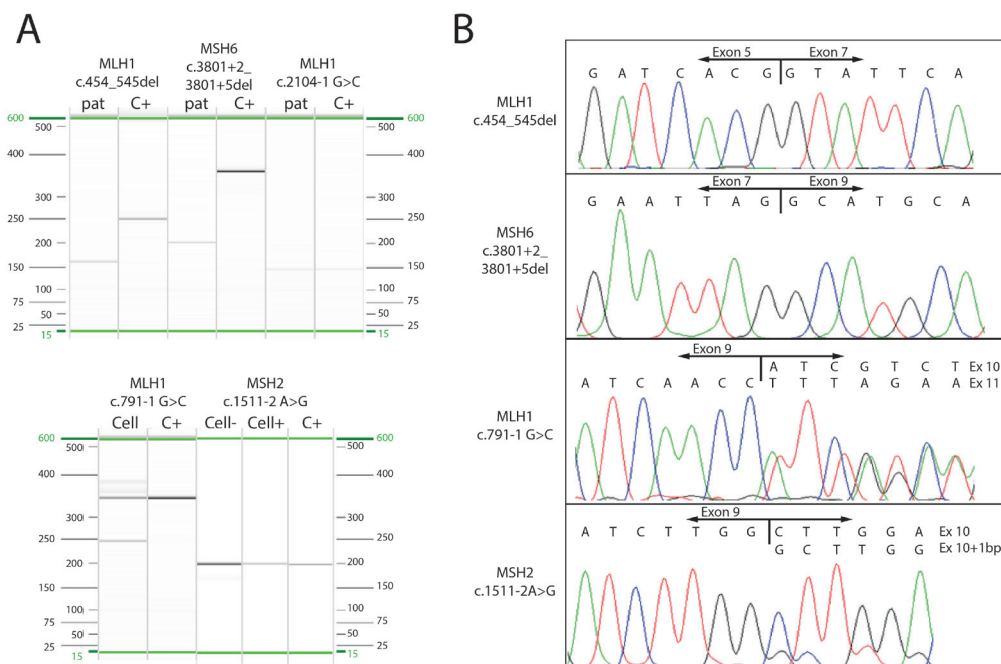 A
MLH1
c.454_545del
MSH6
c.3801+2_
3801+5del
MLH1
c.2104-1 G>C
pat C+ pat C+ pat C+
600 600
500 500
400 400
300 300
250 250
200 200
150 150
100 100
75 75
50 50
25 25
15 15
MLH1
c.791-1 G>C
MSH2
c.1511-2 A>G
Cell C+ Cell- Cell+ C+
600 600
500 500
400 400
300 300
250 250
200 200
150 150
100 100
75 75
50 50
25 25
15 15
B
MLH1
c.454_545del
Exon 5 Exon 7
G A T C A C G G T A T T C A
MSH6
c.3801+2_
3801+5del
Exon 7 Exon 9
G A A T T A G G C A T G C A
MLH1
c.791-1 G>C
Exon 9
A T C G T C T Ex 10
A T C A A C C T T T A G A A Ex 11
MSH2
c.1511-2A>G
Exon 9
A T C T T G G C T T G G A Ex 10
G C T T G G Ex 10+1bp